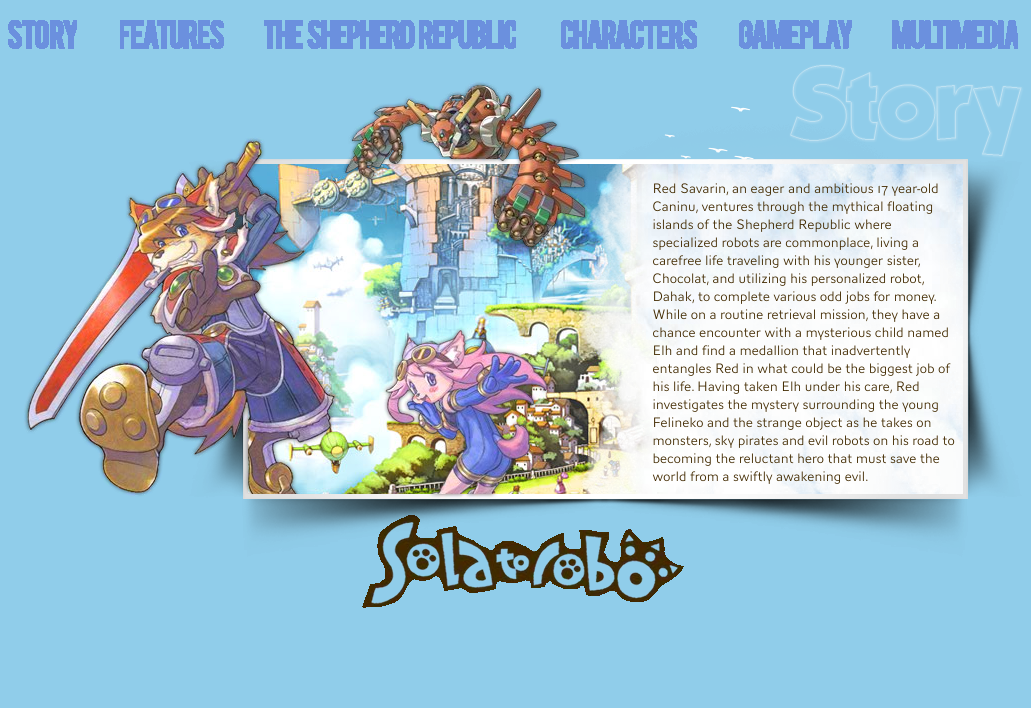 STORY FEATURES THE SHEPHERD REPUBLIC CHARACTERS GAMEPLAY MULTIMEDIA
Story
Red Savarin, an eager and ambitious 17 year-old
Caninu, ventures through the mythical floating
islands of the Shepherd Republic where
specialized robots are commonplace, living a
carefree life traveling with his younger sister,
Chocolat, and utilizing his personalized robot,
Dahak, to complete various odd jobs for money.
While on a routine retrieval mission, they have a
chance encounter with a mysterious child named
Elh and find a medallion that inadvertently
entangles Red in what could be the biggest job of
his life. Having taken Elh under his care, Red
investigates the mystery surrounding the young
Felineko and the strange object as he takes on
monsters, sky pirates and evil robots on his road to
becoming the reluctant hero that must save the
world from a swiftly awakening evil.
Solatorobo